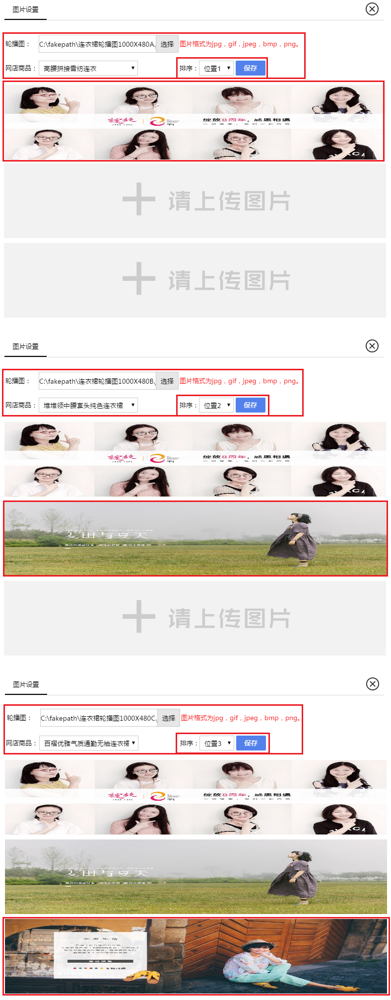 图片设置
轮播图： C:\fakepath\连衣裙轮播图1000X480A. 选择 图片格式为jpg，gif，jpeg，bmp，png。
网店商品： 高腰拼接雪纺连衣 排序： 位置1 保存
绽放8周年，感恩相遇
请上传图片
请上传图片
图片设置
轮播图： C:\fakepath\连衣裙轮播图1000X480B. 选择 图片格式为jpg，gif，jpeg，bmp，png。
网店商品： 堆堆领中腰套头纯色连衣裙 排序： 位置2 保存
绽放8周年，感恩相遇
麦田与夏天
请上传图片
图片设置
轮播图： C:\fakepath\连衣裙轮播图1000X480C. 选择 图片格式为jpg，gif，jpeg，bmp，png。
网店商品： 百褶优雅气质通勤无袖连衣裙 排序： 位置3 保存
绽放8周年，感恩相遇
麦田与夏天